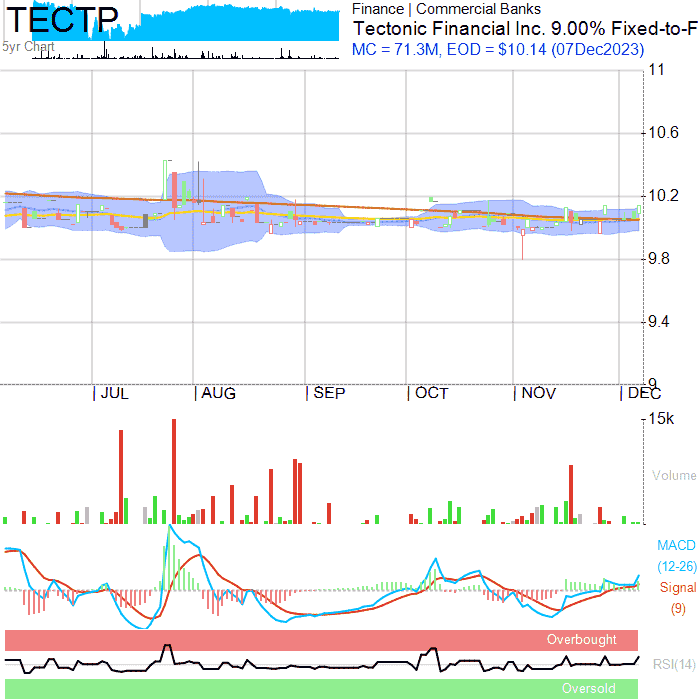 TECTP
5yr Chart
Finance | Commercial Banks
Tectonic Financial Inc. 9.00% Fixed-to-F
MC = 71.3M, EOD = $10.14 (07Dec2023)
11
10.6
10.2
9.8
9.4
9
JUL AUG SEP OCT NOV DEC
15k
Volume
MACD
(12-26)
Signal
(9)
Overbought
RSI(14)
Oversold